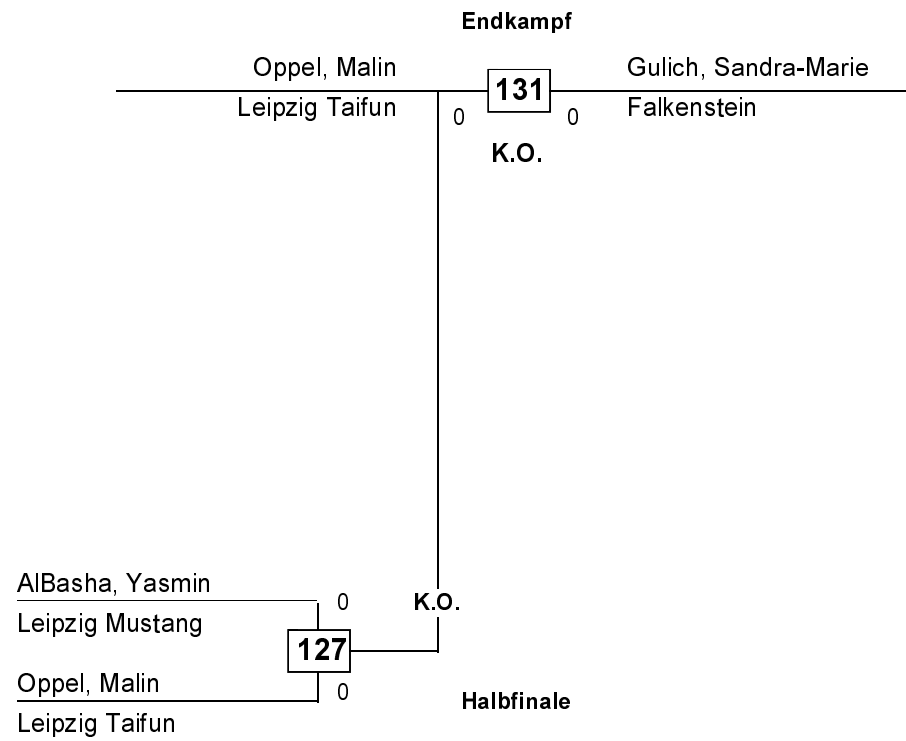 Endkampf
Oppel, Malin
131
Gulich, Sandra-Marie
Leipzig Taifun
0
0
Falkenstein
K.O.
AlBasha, Yasmin
0
K.O.
Leipzig Mustang
127
Oppel, Malin
0
Halbfinale
Leipzig Taifun